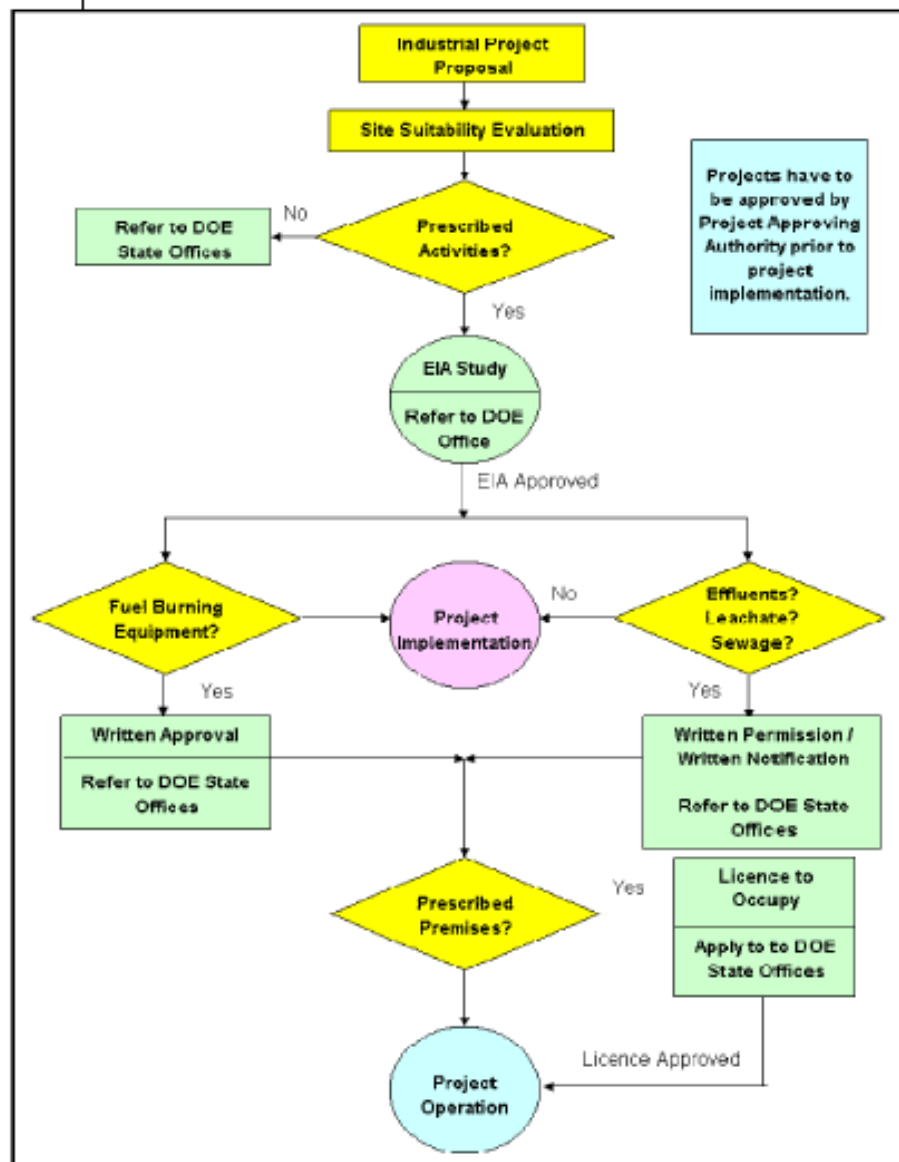 Industrial Project
Proposal
Site Suitability Evaluation
Projects have to
be approved by
Project Approving
Authority prior to
project
implementation.
No
Refer to DOE
State Offices
Prescribed
Activities?
Yes
EIA Study
Refer to DOE
Office
EIA Approved
Fuel Burning
Equipment?
Project
Implementation
No
Effluents?
Leachate?
Sewage?
Yes
Yes
Written Approval
Refer to DOE State
Offices
Written Permission /
Written Notification
Refer to DOE State
Offices
Prescribed
Premises?
Yes
Licence to
Occupy
Apply to to DOE
State Offices
Licence Approved
Project
Operation